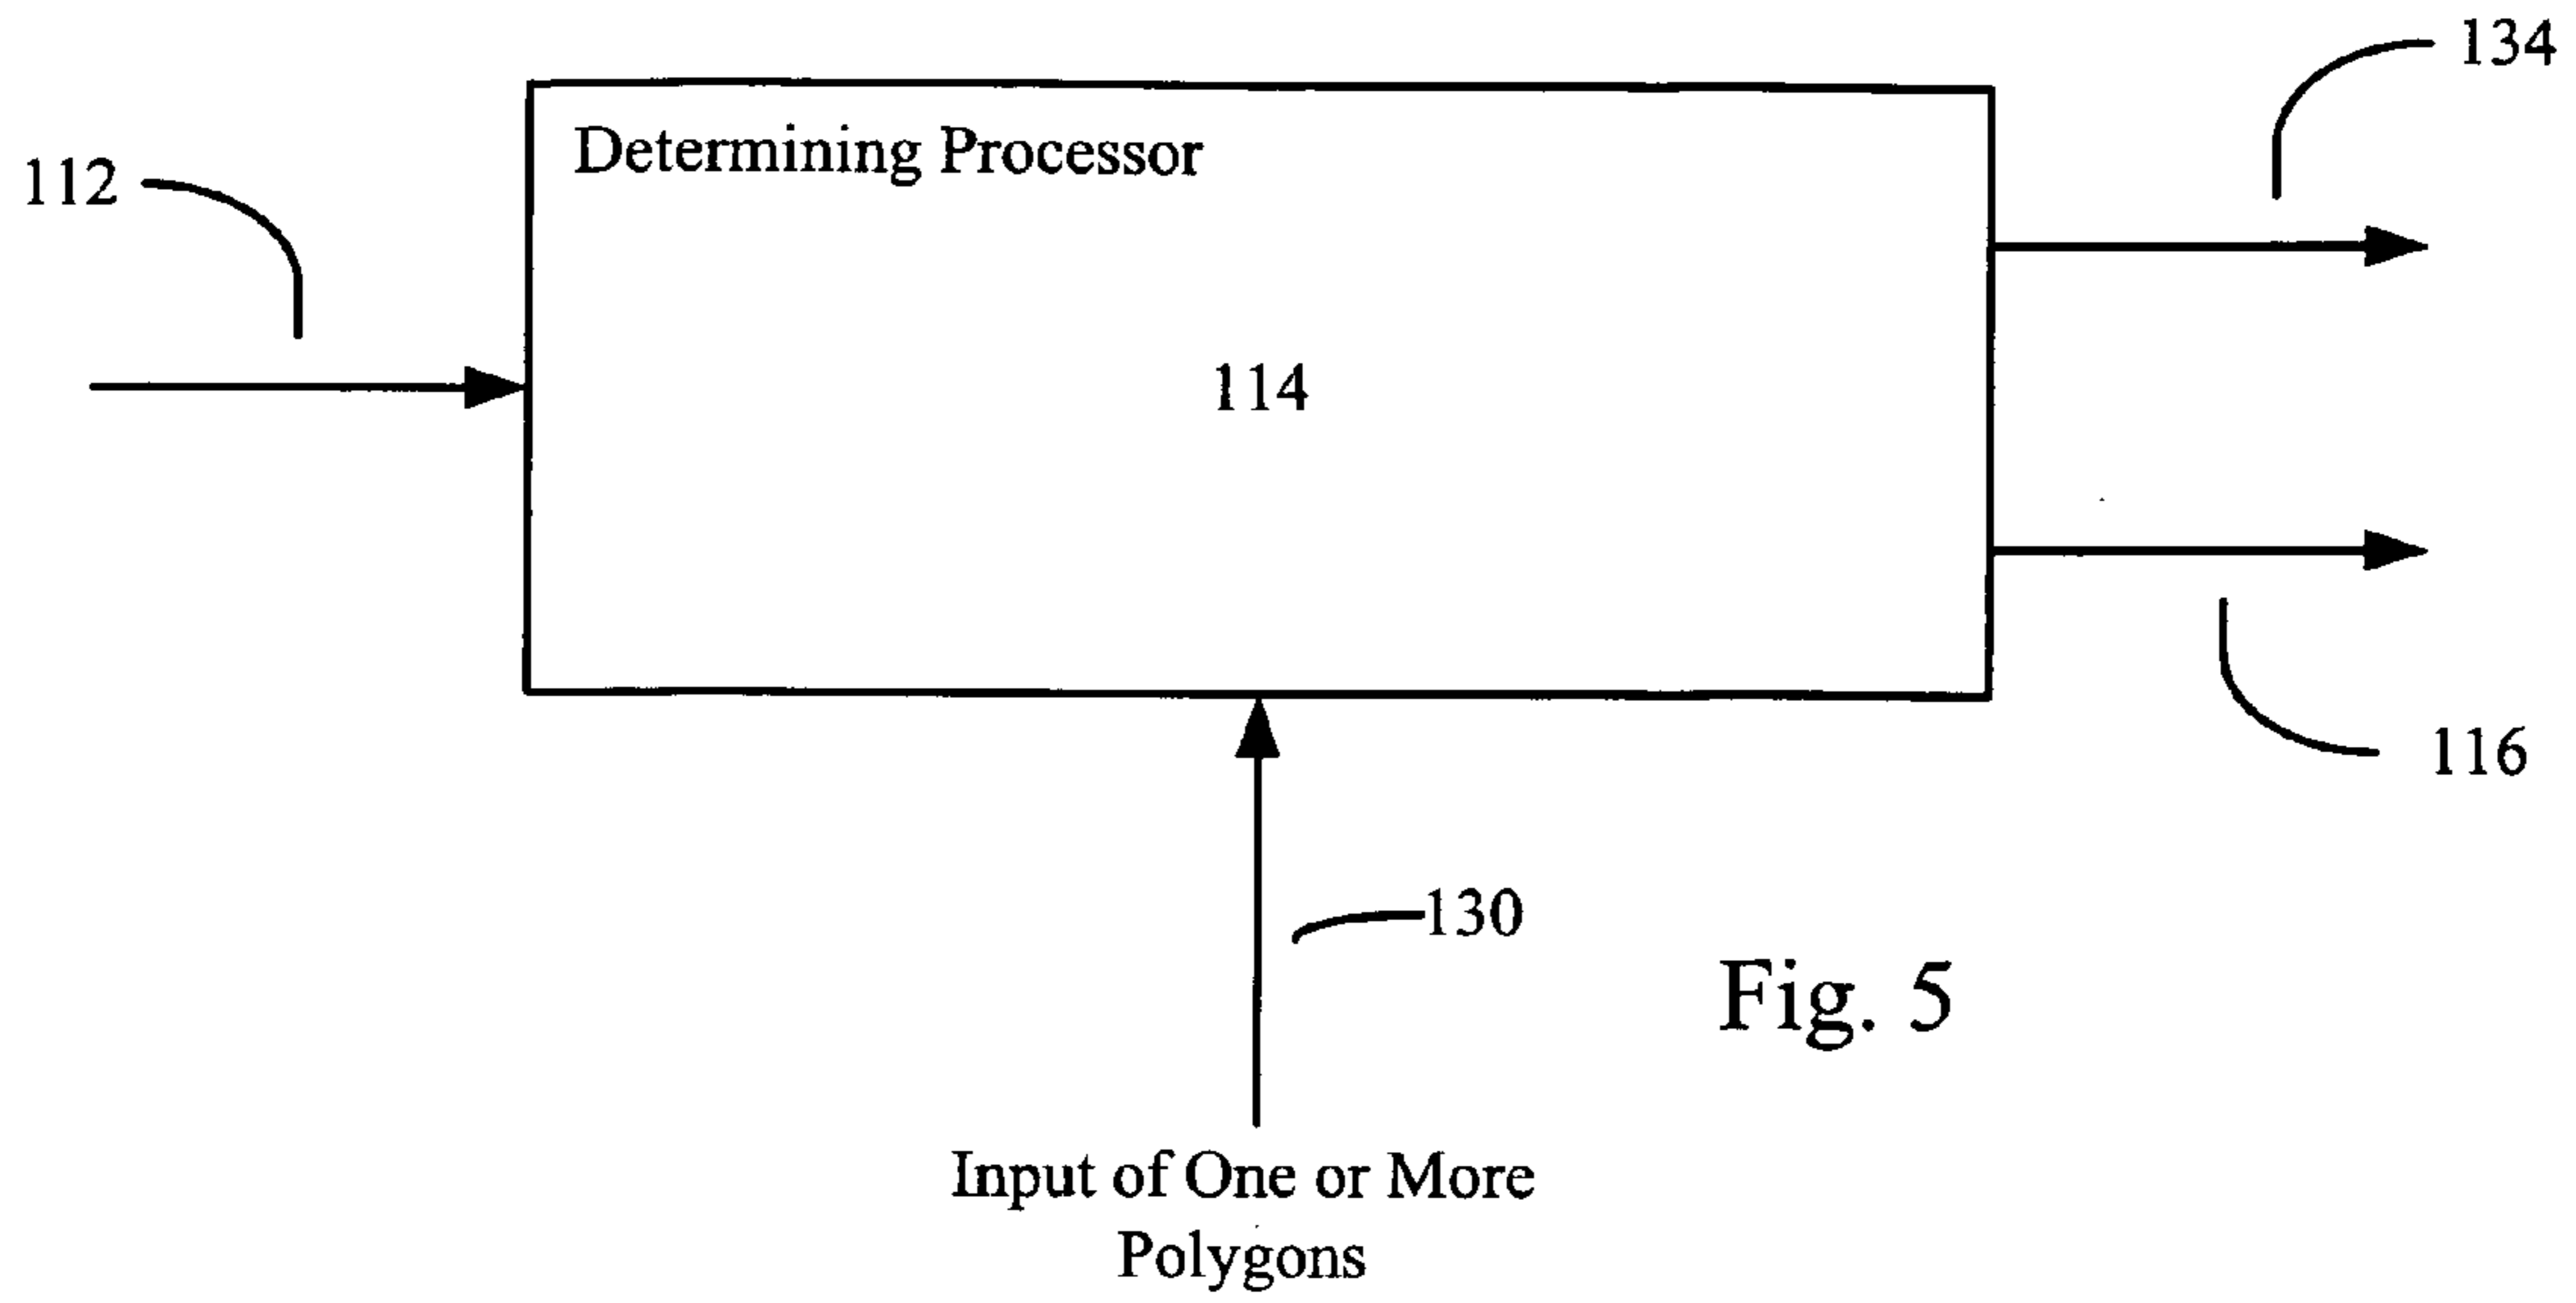 134
Determining Processor
112
114
116
130
Fig. 5
Input of One or More
Polygons